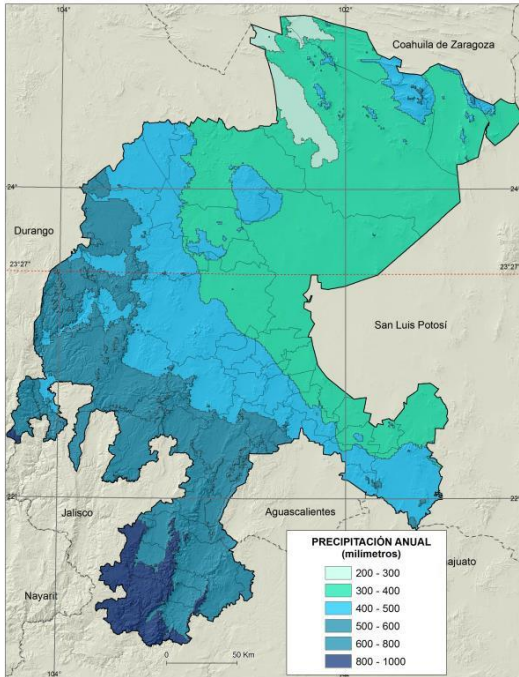 104°
102°
Coahuila de Zaragoza
24°
24°
Durango
23°27'
23°27'
San Luis Potosí
22°
22°
Jalisco
Aguascalientes
Nayarit
PRECIPITACIÓN ANUAL
(milímetros)
200 - 300
300 - 400
400 - 500
500 - 600
600 - 800
800 - 1000
ajuato
0 50 Km
104°